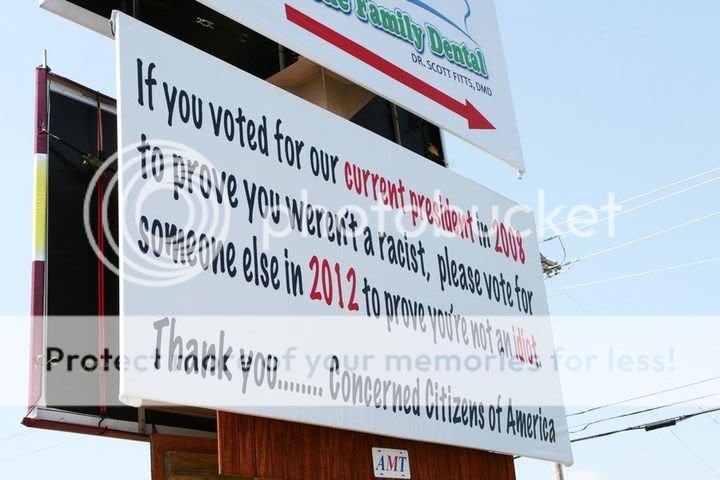 the Family Dental
DR. SCOTT FITTS, DMD
If you voted for our current president in 2008
to prove you weren't a racist, please vote for
someone else in 2012 to prove you're not an idiot.
Thank you........ Concerned Citizens of America
AMT
photobucket
Protect more of your memories for less!